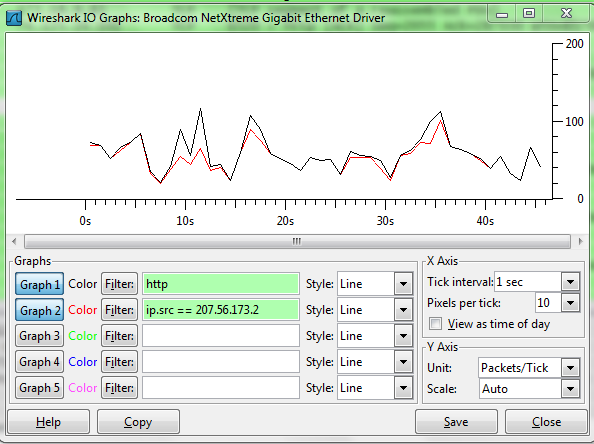 Wireshark IO Graphs: Broadcom NetXtreme Gigabit Ethernet Driver
200
100
0
0s 10s 20s 30s 40s
Graphs
Graph 1 Color Filter: http Style: Line
Graph 2 Color Filter: ip.src == 207.56.173.2 Style: Line
Graph 3 Color Filter: Style: Line
Graph 4 Color Filter: Style: Line
Graph 5 Color Filter: Style: Line
X Axis
Tick interval: 1 sec
Pixels per tick: 10
View as time of day
Y Axis
Unit: Packets/Tick
Scale: Auto
Help Copy Save Close